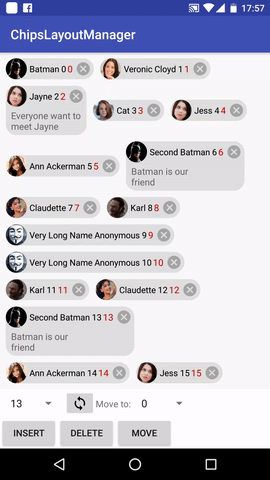 17:57
ChipsLayoutManager
Batman 0 0
Veronic Cloyd 1 1
Jayne 2 2
Everyone want to
meet Jayne
Cat 3 3
Jess 4 4
Ann Ackerman 5 5
Second Batman 6 6
Batman is our
friend
Claudette 7 7
Karl 8 8
Very Long Name Anonymous 9 9
Very Long Name Anonymous 10 10
Karl 11 11
Claudette 12 12
Second Batman 13 13
Batman is our
friend
Ann Ackerman 14 14
Jess 15 15
13
Move to:
0
INSERT
DELETE
MOVE